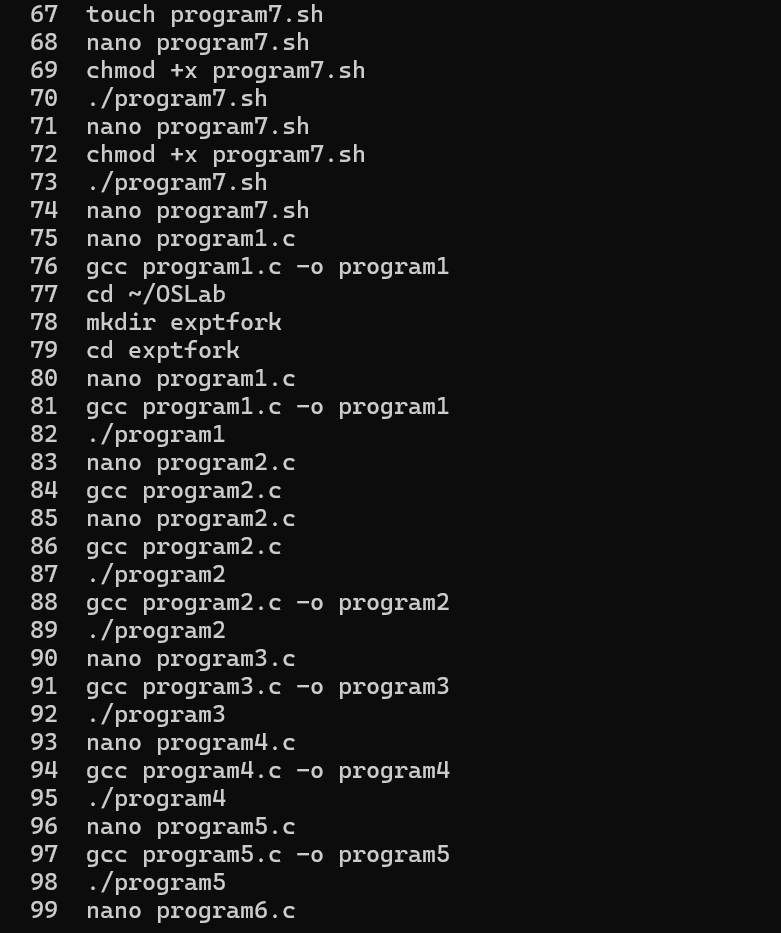 67 touch program7.sh
68 nano program7.sh
69 chmod +x program7.sh
70 ./program7.sh
71 nano program7.sh
72 chmod +x program7.sh
73 ./program7.sh
74 nano program7.sh
75 nano program1.c
76 gcc program1.c -o program1
77 cd ~/OSLab
78 mkdir exptfork
79 cd exptfork
80 nano program1.c
81 gcc program1.c -o program1
82 ./program1
83 nano program2.c
84 gcc program2.c
85 nano program2.c
86 gcc program2.c
87 ./program2
88 gcc program2.c -o program2
89 ./program2
90 nano program3.c
91 gcc program3.c -o program3
92 ./program3
93 nano program4.c
94 gcc program4.c -o program4
95 ./program4
96 nano program5.c
97 gcc program5.c -o program5
98 ./program5
99 nano program6.c